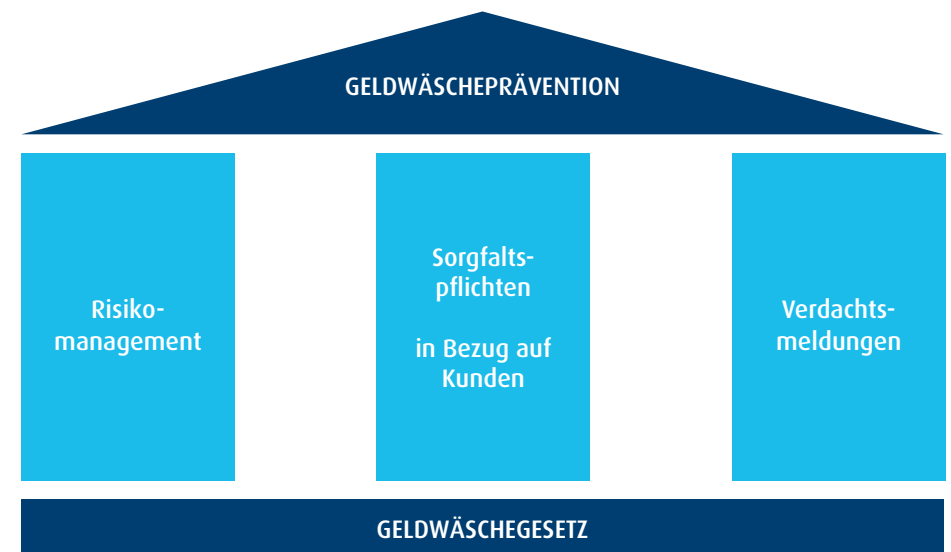 GELDWÄSCHEPRÄVENTION
Risiko-
management
Sorgfalts-
pflichten
in Bezug auf
Kunden
Verdachts-
meldungen
GELDWÄSCHEGESETZ